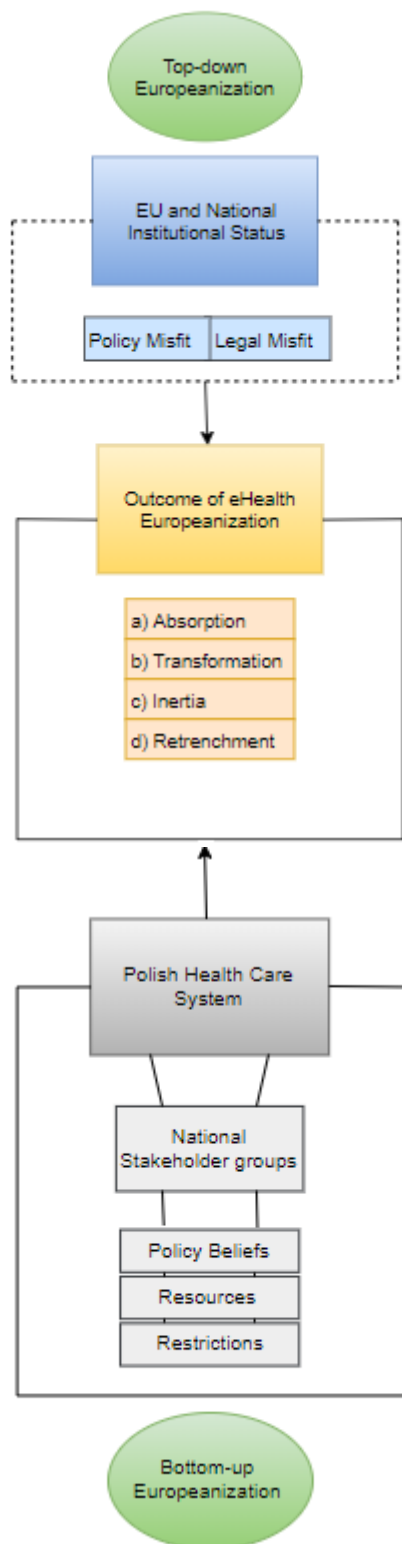 Top-down
Europeanization
EU and National
Institutional Status
Policy Misfit
Legal Misfit
Outcome of eHealth
Europeanization
a) Absorption
b) Transformation
c) Inertia
d) Retrenchment
Polish Health Care
System
National
Stakeholder groups
Policy Beliefs
Resources
Restrictions
Bottom-up
Europeanization